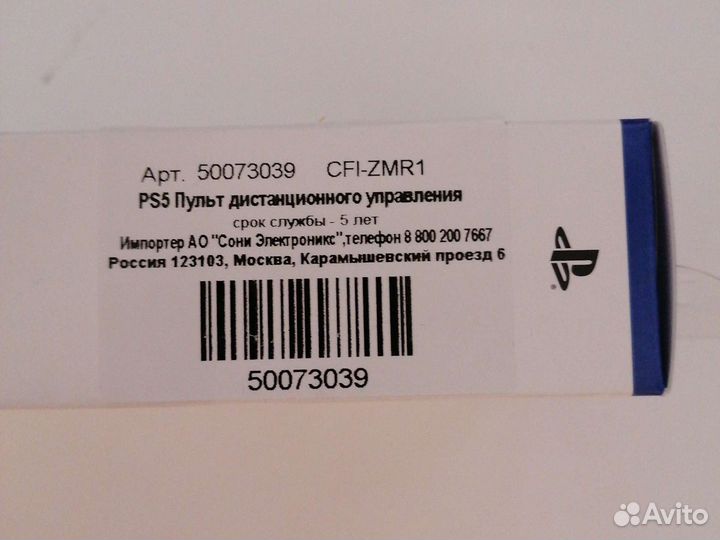 Арт. 50073039 CFI-ZMR1
PS5 Пульт дистанционного управления
срок службы - 5 лет
Импортер АО "Сони Электроникс",телефон 8 800 200 7667
Россия 123103, Москва, Карамышевский проезд 6
50073039
Avito